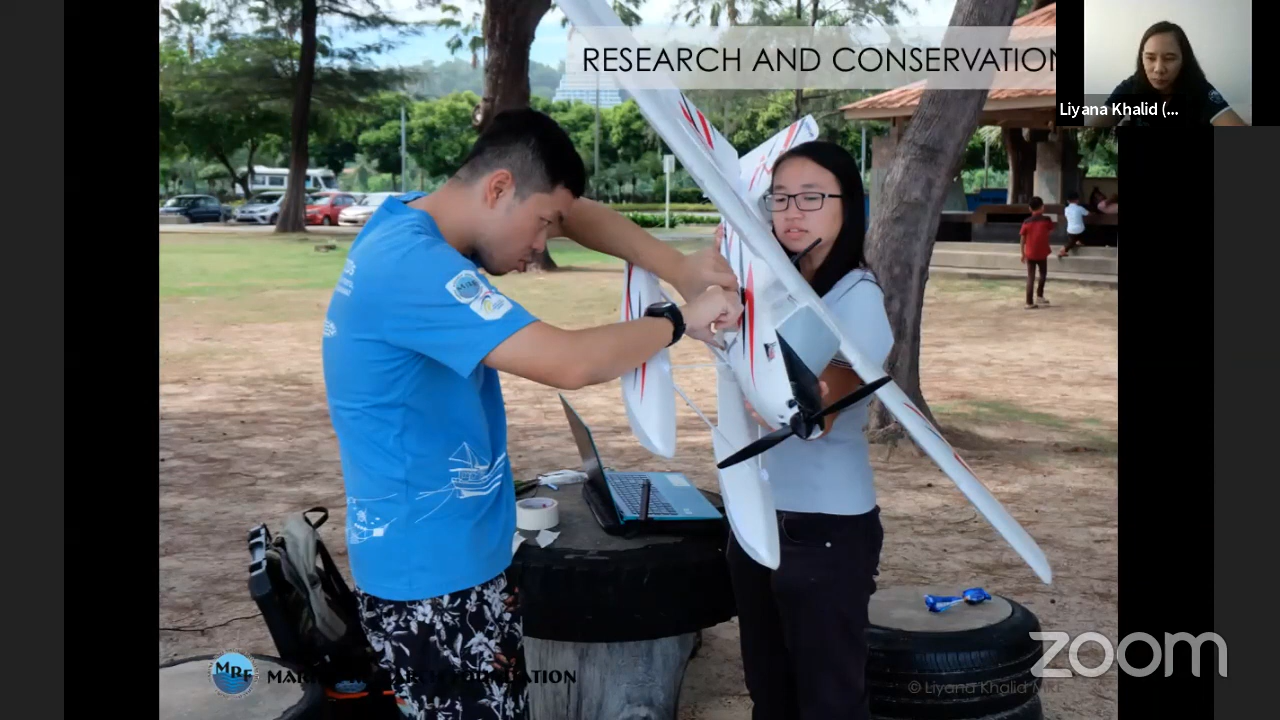 RESEARCH AND CONSERVATION
Liyana Khalid (...
MRF
zoom
© Liyana Khalid MRF